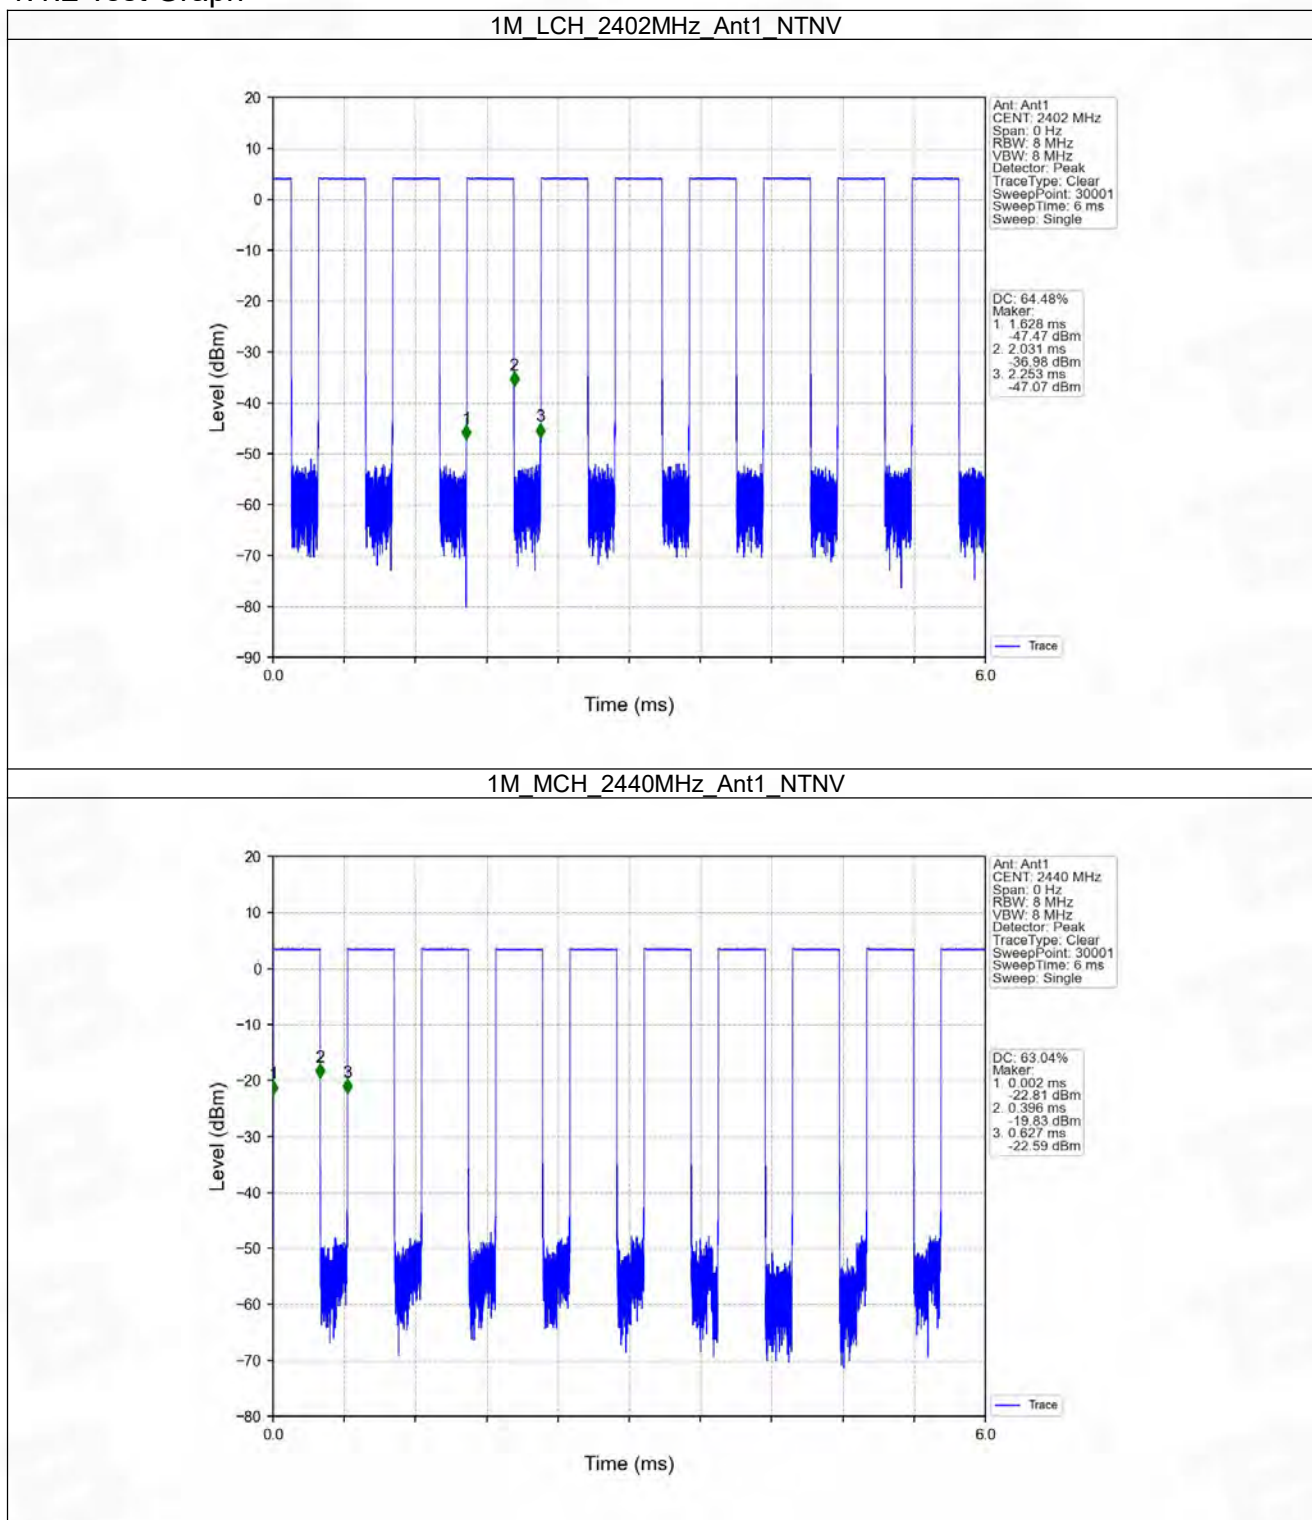 1M_LCH_2402MHz_Ant1_NTNV
20
10
0
−10
−20
−30
−40
−50
−60
−70
−80
−90
Level (dBm)
1
2
3
0.0
6.0
Time (ms)
Ant: Ant1
CENT: 2402 MHz
Span: 0 Hz
RBW: 8 MHz
VBW: 8 MHz
Detector: Peak
TraceType: Clear
SweepPoint: 30001
SweepTime: 6 ms
Sweep: Single
DC: 64.48%
Maker:
1. 1.628 ms
-47.47 dBm
2. 2.031 ms
-36.98 dBm
3. 2.253 ms
-47.07 dBm
Trace
1M_MCH_2440MHz_Ant1_NTNV
20
10
0
−10
−20
−30
−40
−50
−60
−70
−80
Level (dBm)
1
2
3
0.0
6.0
Time (ms)
Ant: Ant1
CENT: 2440 MHz
Span: 0 Hz
RBW: 8 MHz
VBW: 8 MHz
Detector: Peak
TraceType: Clear
SweepPoint: 30001
SweepTime: 6 ms
Sweep: Single
DC: 63.04%
Maker:
1. 0.002 ms
-22.81 dBm
2. 0.396 ms
-19.83 dBm
3. 0.627 ms
-22.59 dBm
Trace